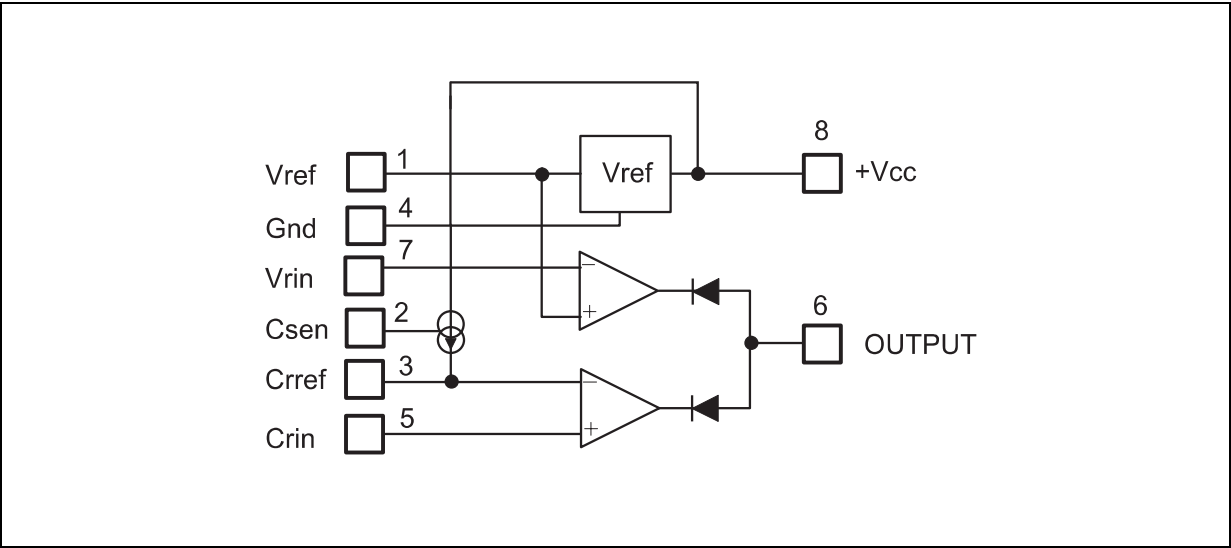 8
Vref 1 Vref +Vcc
Gnd 4
Vrin 7
−
Csen 2 + 6
OUTPUT
Crref 3 −
Crin 5 +